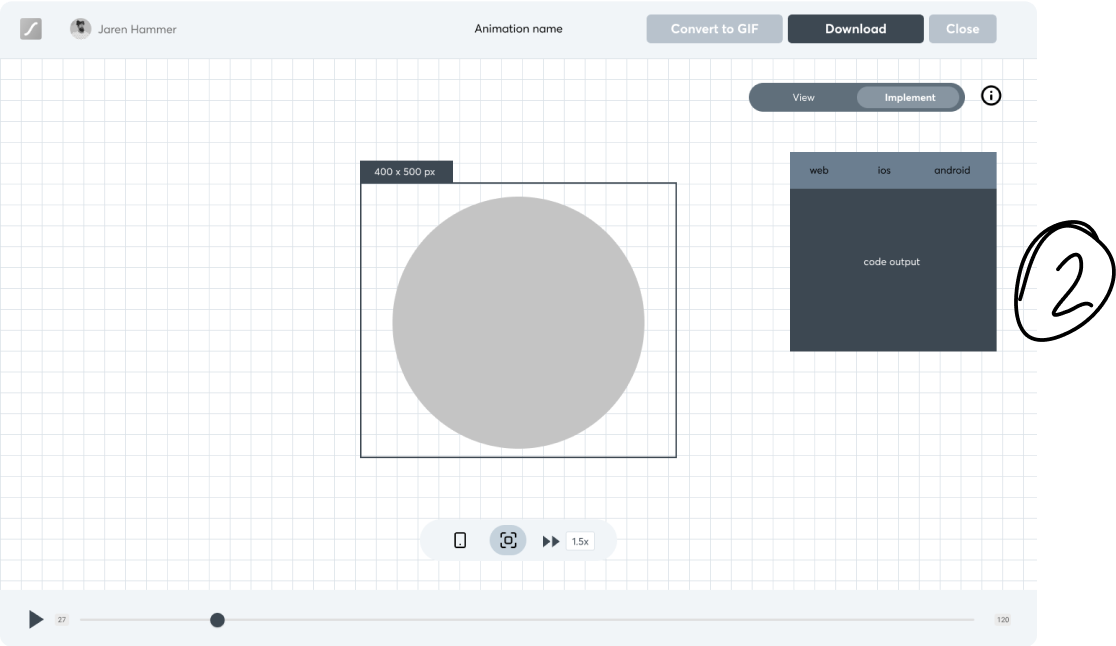 Jaren Hammer
Animation name
Convert to GIF
Download
Close
View
Implement
400 x 500 px
web
ios
android
code output
2
1.5x
27
120